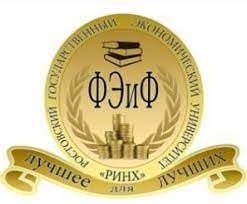 РОСТОВСКИЙ ГОСУДАРСТВЕННЫЙ ЭКОНОМИЧЕСКИЙ УНИВЕРСИТЕТ
ФЭиФ
"РИНХ"
ЛУЧШЕЕ для ЛУЧШИХ